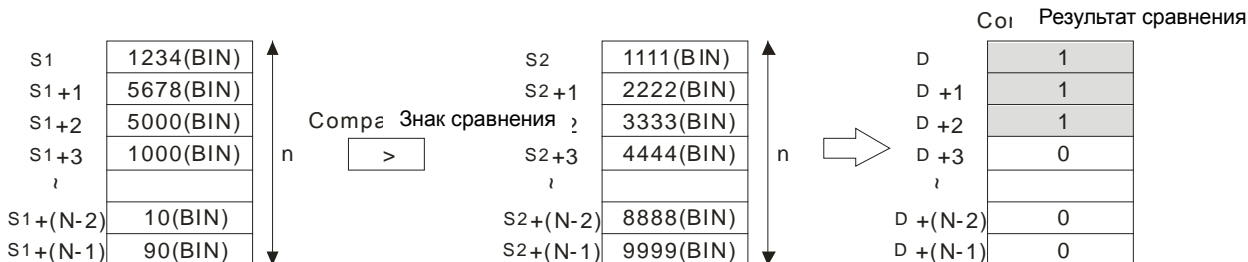 Результат сравнения
S1 1234(BIN) S2 1111(BIN) D 1
S1+1 5678(BIN) S2+1 2222(BIN) D +1 1
S1+2 5000(BIN) Знак сравнения 3333(BIN) D +2 1
S1+3 1000(BIN) n > S2+3 4444(BIN) n D +3 0
~ ~ ~
S1+(N-2) 10(BIN) S2+(N-2) 8888(BIN) D +(N-2) 0
S1+(N-1) 90(BIN) S2+(N-1) 9999(BIN) D +(N-1) 0